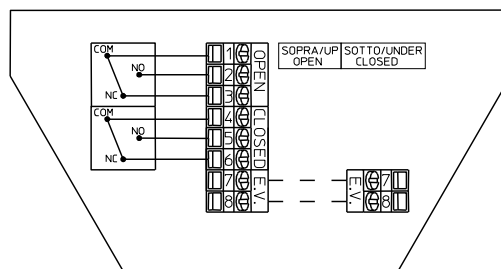 COM
NO
NC
COM
NO
NC
1
2
3
4
5
6
7
8
OPEN
CLOSED
E.V.
SOPRA/UP OPEN
SOTTO/UNDER CLOSED
E.V.
7
8